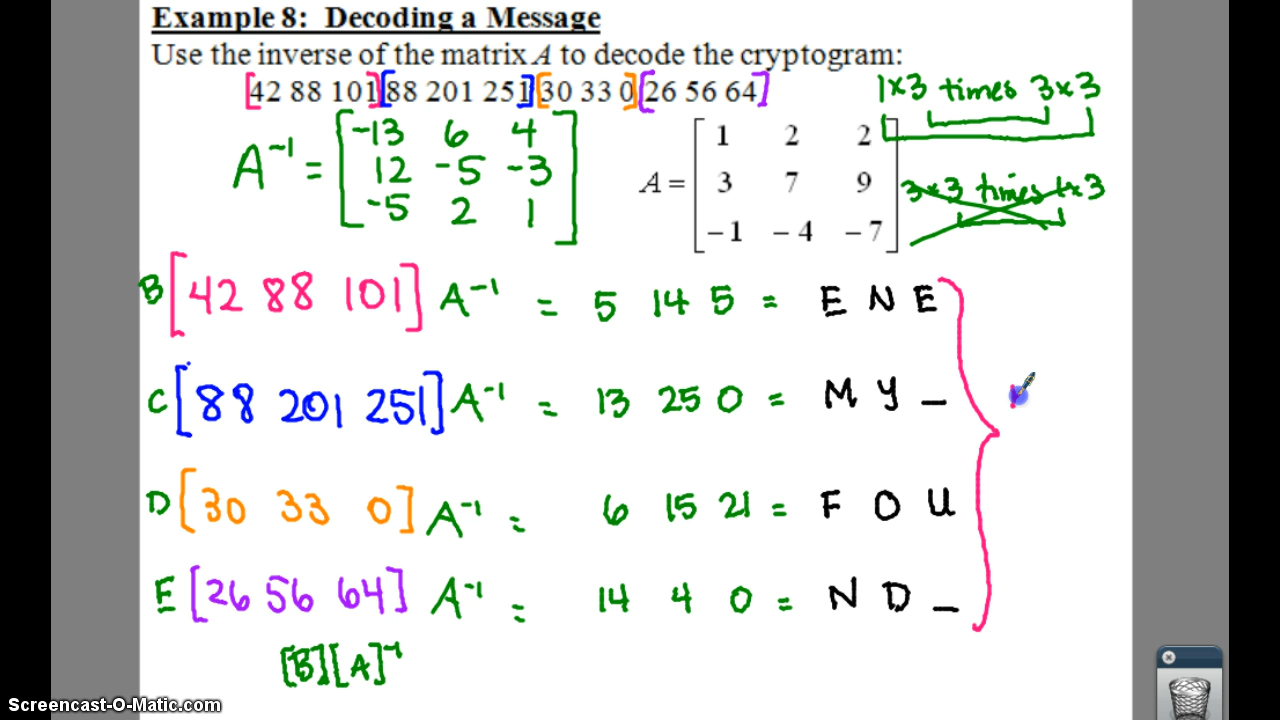 Example 8: Decoding a Message
Use the inverse of the matrix A to decode the cryptogram:
[42 88 101][88 201 251][30 33 0][26 56 64]
1×3 times 3×3
A⁻¹ = [-13 6 4
12 -5 -3
-5 2 1]
A = [1 2 2
3 7 9
-1 -4 -7]
3×3 times 1×3
B [42 88 101] A⁻¹ = 5 14 5 = E N E
C [88 201 251] A⁻¹ = 13 25 0 = M Y _
D [30 33 0] A⁻¹ = 6 15 21 = F O U
E [26 56 64] A⁻¹ = 14 4 0 = N D _
[B][A]⁻¹
Screencast-O-Matic.com